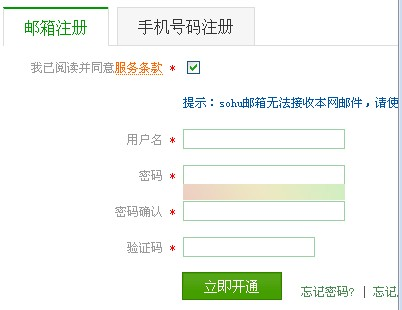 邮箱注册 手机号码注册
我已阅读并同意服务条款 *
提示：sohu邮箱无法接收本网邮件，请使
用户名 *
密码 *
密码确认 *
验证码 *
立即开通 忘记密码? | 忘记